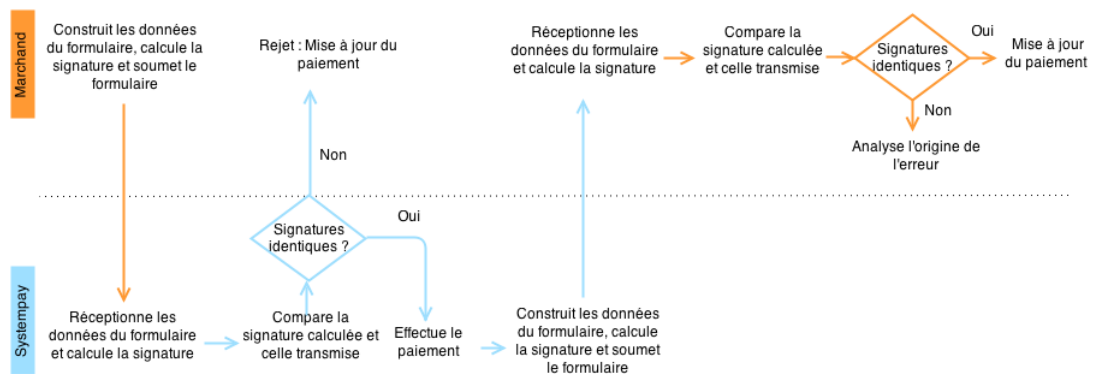 Marchand
Construit les données
du formulaire, calcule la
signature et soumet le
formulaire
Rejet : Mise à jour du
paiement
Réceptionne les
données du formulaire
et calcule la signature
Compare la
signature calculée
et celle transmise
Signatures
identiques ?
Oui
Mise à jour
du paiement
Non
Analyse l'origine de
l'erreur
Non
Signatures
identiques ?
Oui
Systempay
Réceptionne les
données du formulaire
et calcule la signature
Compare la
signature calculée et
celle transmise
Effectue le
paiement
Construit les données
du formulaire, calcule
la signature et soumet
le formulaire